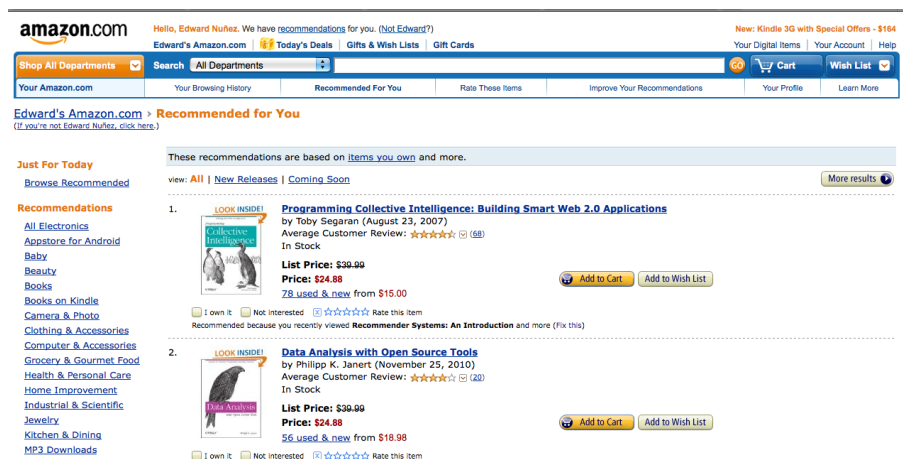 amazon.com
Hello, Edward Nuñez. We have recommendations for you. (Not Edward?)
New: Kindle 3G with Special Offers - $164
Edward's Amazon.com | Today's Deals | Gifts & Wish Lists | Gift Cards
Your Digital Items | Your Account | Help
Shop All Departments
Search All Departments
GO
Cart
Wish List
Your Amazon.com
Your Browsing History
Recommended For You
Rate These Items
Improve Your Recommendations
Your Profile
Learn More
Edward's Amazon.com › Recommended for You
(If you're not Edward Nuñez, click here.)
Just For Today
Browse Recommended
Recommendations
All Electronics
Appstore for Android
Baby
Beauty
Books
Books on Kindle
Camera & Photo
Clothing & Accessories
Computer & Accessories
Grocery & Gourmet Food
Health & Personal Care
Home Improvement
Industrial & Scientific
Jewelry
Kitchen & Dining
MP3 Downloads
These recommendations are based on items you own and more.
view: All | New Releases | Coming Soon
More results
1.
LOOK INSIDE!
Collective
Intelligence
Programming Collective Intelligence: Building Smart Web 2.0 Applications
by Toby Segaran (August 23, 2007)
Average Customer Review: (68)
In Stock
List Price: $39.99
Price: $24.88
78 used & new from $15.00
Add to Cart
Add to Wish List
I own it Not interested Rate this item
Recommended because you recently viewed Recommender Systems: An Introduction and more (Fix this)
2.
LOOK INSIDE!
Data Analysis
Data Analysis with Open Source Tools
by Philipp K. Janert (November 25, 2010)
Average Customer Review: (20)
In Stock
List Price: $39.99
Price: $24.88
56 used & new from $18.98
Add to Cart
Add to Wish List
I own it Not interested Rate this item